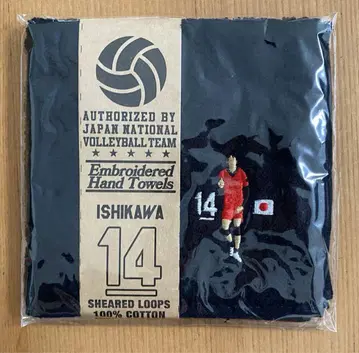 AUTHORIZED BY
JAPAN NATIONAL
VOLLEYBALL TEAM
★ ★ ★ ★ ★
Embroidered
Hand Towels
ISHIKAWA
14
SHEARED LOOPS
100% COTTON
14